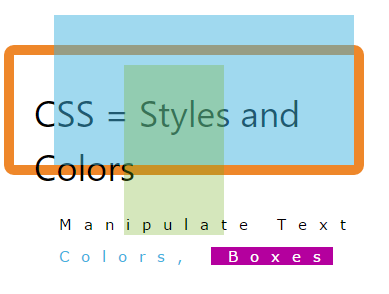 CSS = Styles and
Colors
Manipulate Text
Colors, Boxes